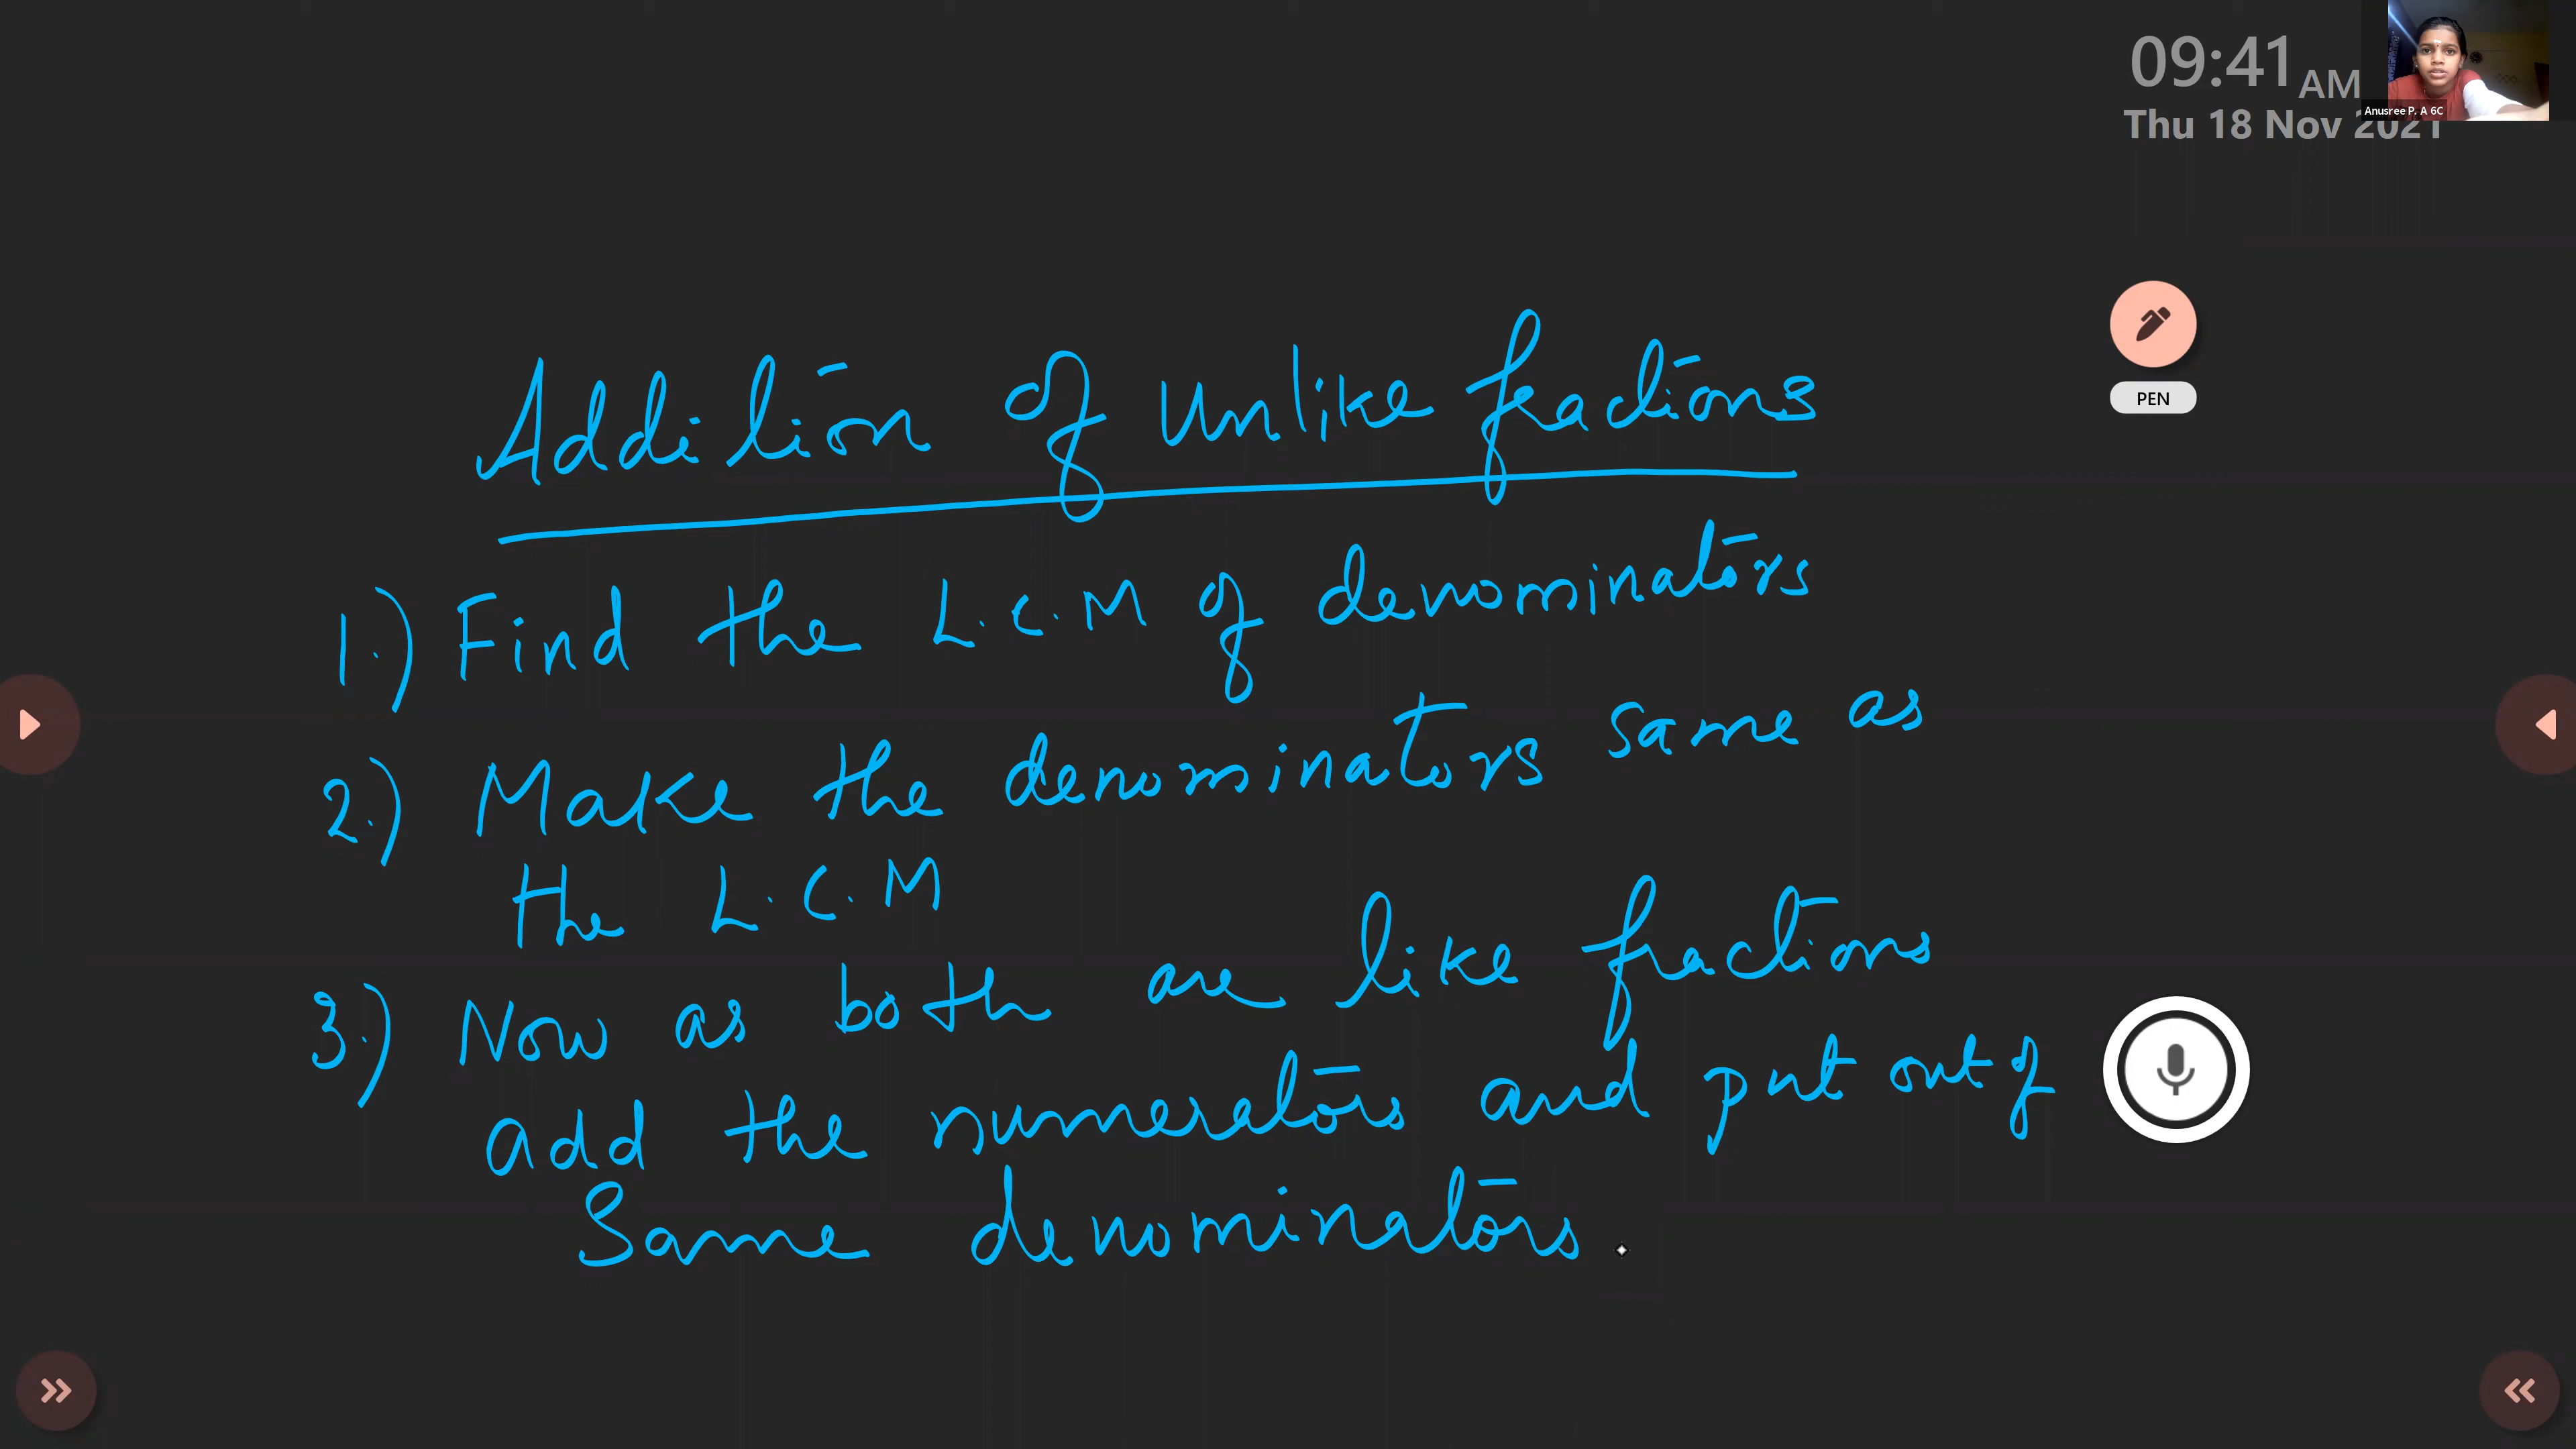 09:41 AM
Anusree P. A 6C
Thu 18 Nov 2021
PEN
Addition of unlike fractions
1.) Find the L.C.M of denominators
2.) Make the denominators same as
the L.C.M
3.) Now as both are like fractions
add the numerators and put out of
Same denominators.